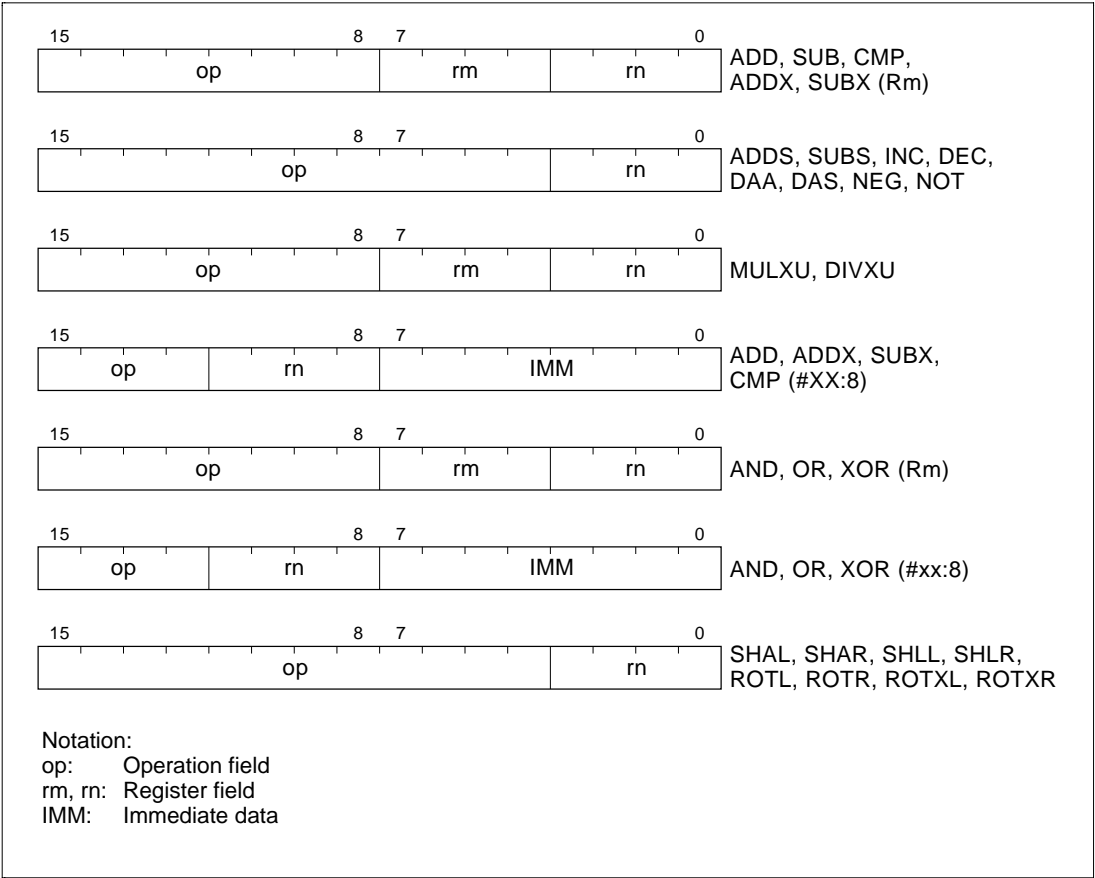 15 8 7 0
op rm rn
ADD, SUB, CMP,
ADDX, SUBX (Rm)
15 8 7 0
op rn
ADDS, SUBS, INC, DEC,
DAA, DAS, NEG, NOT
15 8 7 0
op rm rn
MULXU, DIVXU
15 8 7 0
op rn IMM
ADD, ADDX, SUBX,
CMP (#XX:8)
15 8 7 0
op rm rn
AND, OR, XOR (Rm)
15 8 7 0
op rn IMM
AND, OR, XOR (#xx:8)
15 8 7 0
op rn
SHAL, SHAR, SHLL, SHLR,
ROTL, ROTR, ROTXL, ROTXR
Notation:
op: Operation field
rm, rn: Register field
IMM: Immediate data